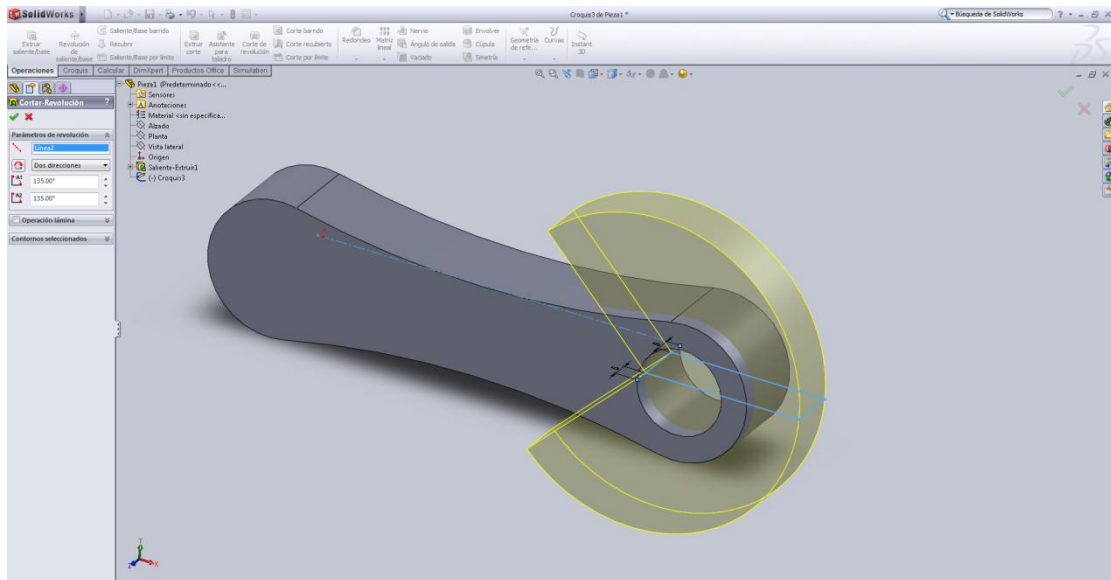 SolidWorks
Croquis3 de Pieza1 *
Búsqueda de SolidWorks
Extruir saliente/base
Revolución de saliente/base
Saliente/Base barrido
Recubrir
Saliente/Base por límite
Extruir corte
Asistente para taladro
Corte de revolución
Corte barrido
Corte recubierto
Corte por límite
Redondeo
Matriz lineal
Nervio
Ángulo de salida
Vaciado
Envolver
Cúpula
Simetría
Geometría de refe...
Curvas
Instant 3D
Operaciones
Croquis
Calcular
DimXpert
Productos Office
Simulation
Cortar-Revolución
?
Parámetros de revolución
Línea2
Dos direcciones
135.00°
135.00°
Operación lámina
Contornos seleccionados
Pieza1 (Predeterminado<<...
Sensores
Anotaciones
Material <sin especifica...
Alzado
Planta
Vista lateral
Origen
Saliente-Extruir1
(-) Croquis3